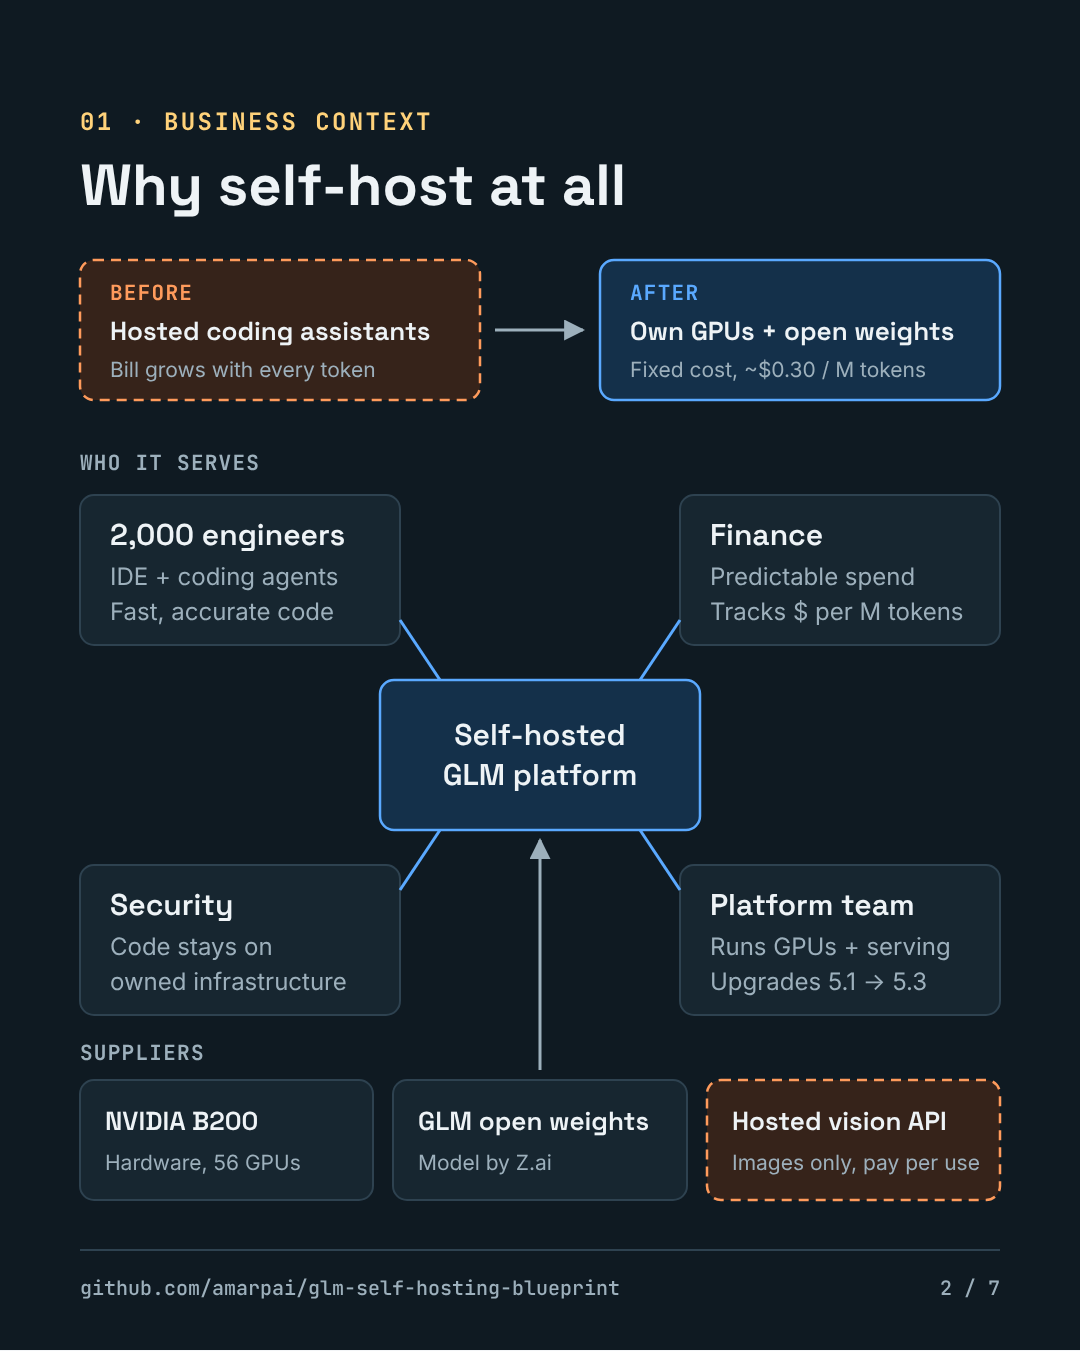 01 · BUSINESS CONTEXT
Why self-host at all
BEFORE
Hosted coding assistants
Bill grows with every token
AFTER
Own GPUs + open weights
Fixed cost, ~$0.30 / M tokens
WHO IT SERVES
2,000 engineers
IDE + coding agents
Fast, accurate code
Finance
Predictable spend
Tracks $ per M tokens
Self-hosted
GLM platform
Security
Code stays on
owned infrastructure
Platform team
Runs GPUs + serving
Upgrades 5.1 → 5.3
SUPPLIERS
NVIDIA B200
Hardware, 56 GPUs
GLM open weights
Model by Z.ai
Hosted vision API
Images only, pay per use
github.com/amarpai/glm-self-hosting-blueprint
2 / 7